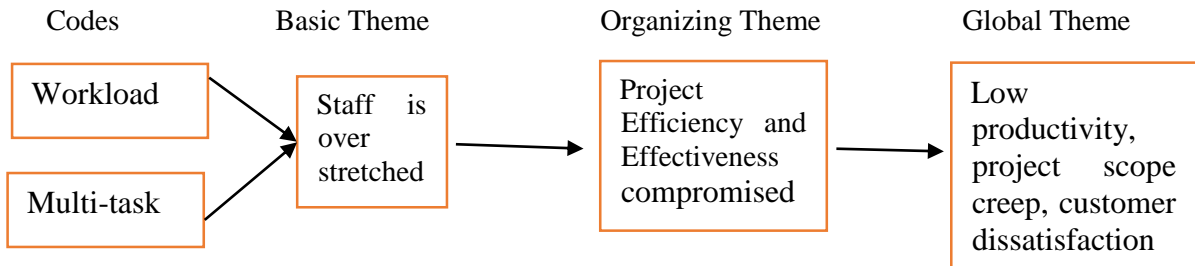 Codes
Basic Theme
Organizing Theme
Global Theme
Workload
Multi-task
Staff is
over
stretched
Project
Efficiency and
Effectiveness
compromised
Low
productivity,
project scope
creep, customer
dissatisfaction